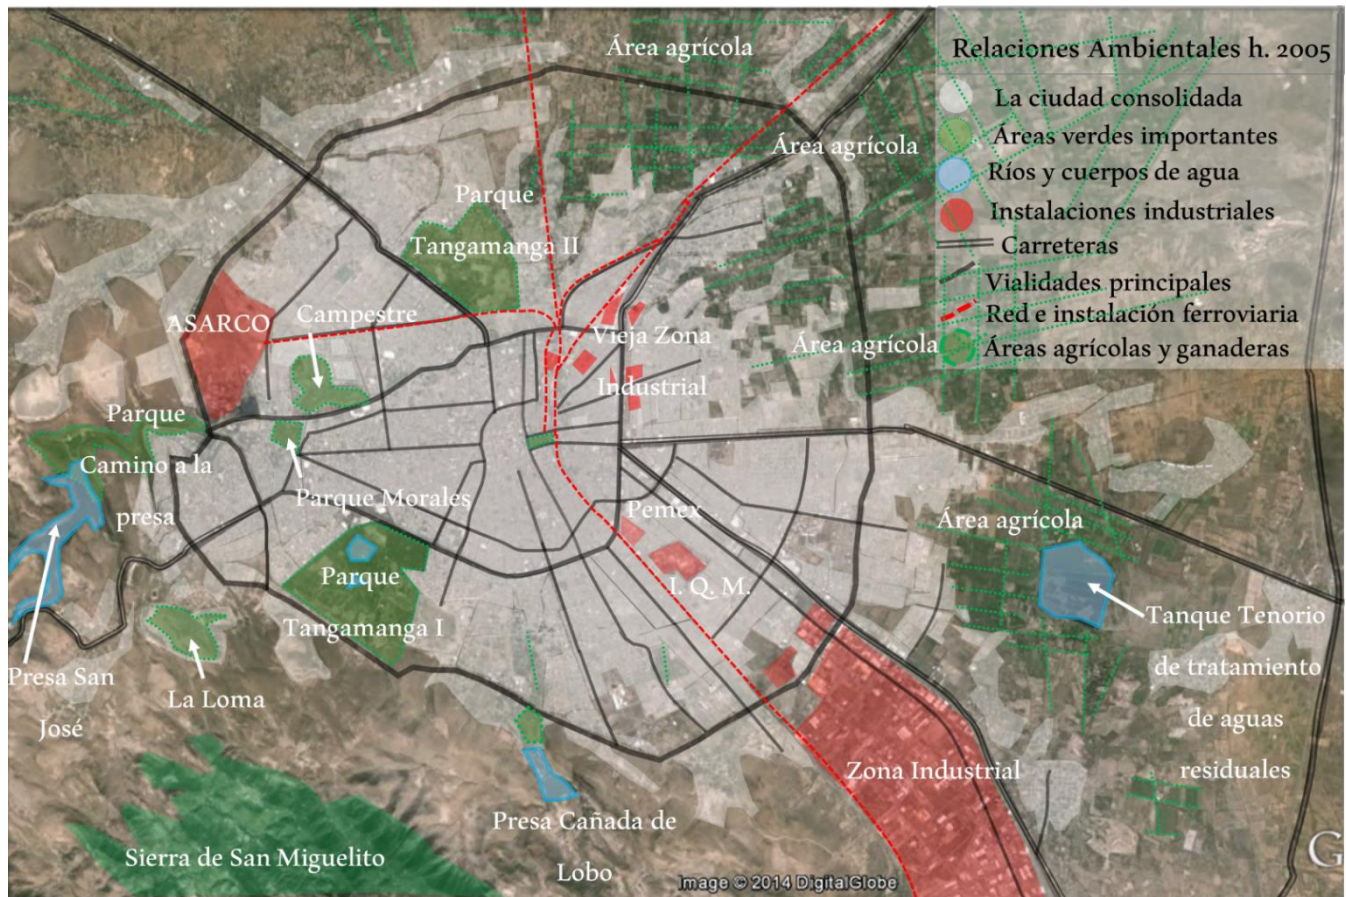 Área agrícola
Relaciones Ambientales h. 2005
La ciudad consolidada
Áreas verdes importantes
Ríos y cuerpos de agua
Instalaciones industriales
Carreteras
Vialidades principales
Red e instalación ferroviaria
Áreas agrícolas y ganaderas
Área agrícola
Parque
Tangamanga II
ASARCO
Campestre
Vieja Zona
Industrial
Área agrícola
Parque
Camino a la
presa
Parque Morales
Pemex
I. Q. M.
Área agrícola
Parque
Tangamanga I
Tanque Tenorio
de tratamiento
de aguas
residuales
Presa San
José
La Loma
Zona Industrial
Presa Cañada de
Lobo
Sierra de San Miguelito
Image © 2014 DigitalGlobe
G